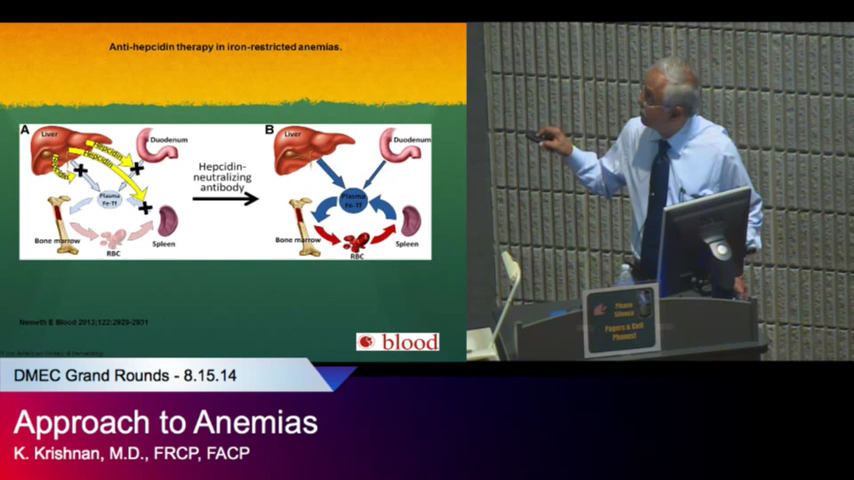 Anti-hepcidin therapy in iron-restricted anemias.
A
Liver
Duodenum
Hepcidin
Hepcidin
Hepcidin
Plasma
Fe-Tf
Bone marrow
RBC
Spleen
Hepcidin-
neutralizing
antibody
B
Liver
Duodenum
Plasma
Fe-Tf
Bone marrow
RBC
Spleen
Nemeth E Blood 2013;122:2929-2931
blood
Please
Silence
Pagers & Cell
Phones!
DMEC Grand Rounds - 8.15.14
Approach to Anemias
K. Krishnan, M.D., FRCP, FACP